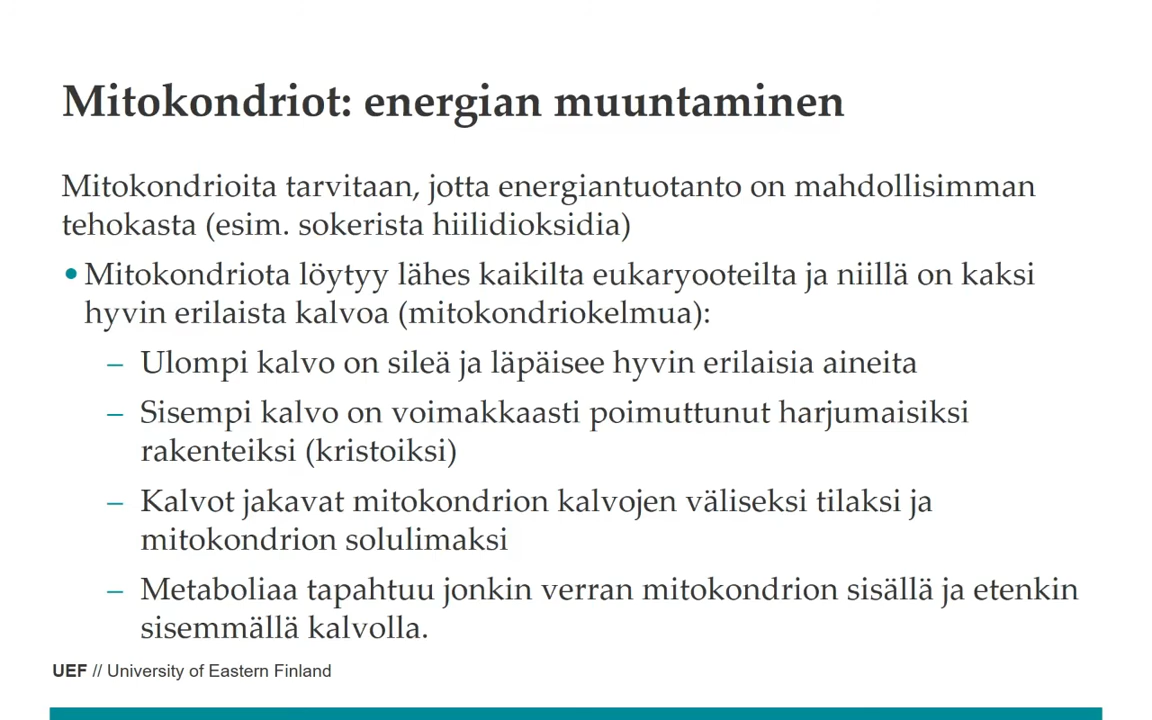 Mitokondriot: energian muuntaminen
Mitokondrioita tarvitaan, jotta energiantuotanto on mahdollisimman
tehokasta (esim. sokerista hiilidioksidia)
• Mitokondriota löytyy lähes kaikilta eukaryooteilta ja niillä on kaksi
hyvin erilaista kalvoa (mitokondriokelmua):
– Ulompi kalvo on sileä ja läpäisee hyvin erilaisia aineita
– Sisempi kalvo on voimakkaasti poimuttunut harjumaisiksi
rakenteiksi (kristoiksi)
– Kalvot jakavat mitokondrion kalvojen väliseksi tilaksi ja
mitokondrion solulimaksi
– Metaboliaa tapahtuu jonkin verran mitokondrion sisällä ja etenkin
sisemmällä kalvolla.
UEF // University of Eastern Finland